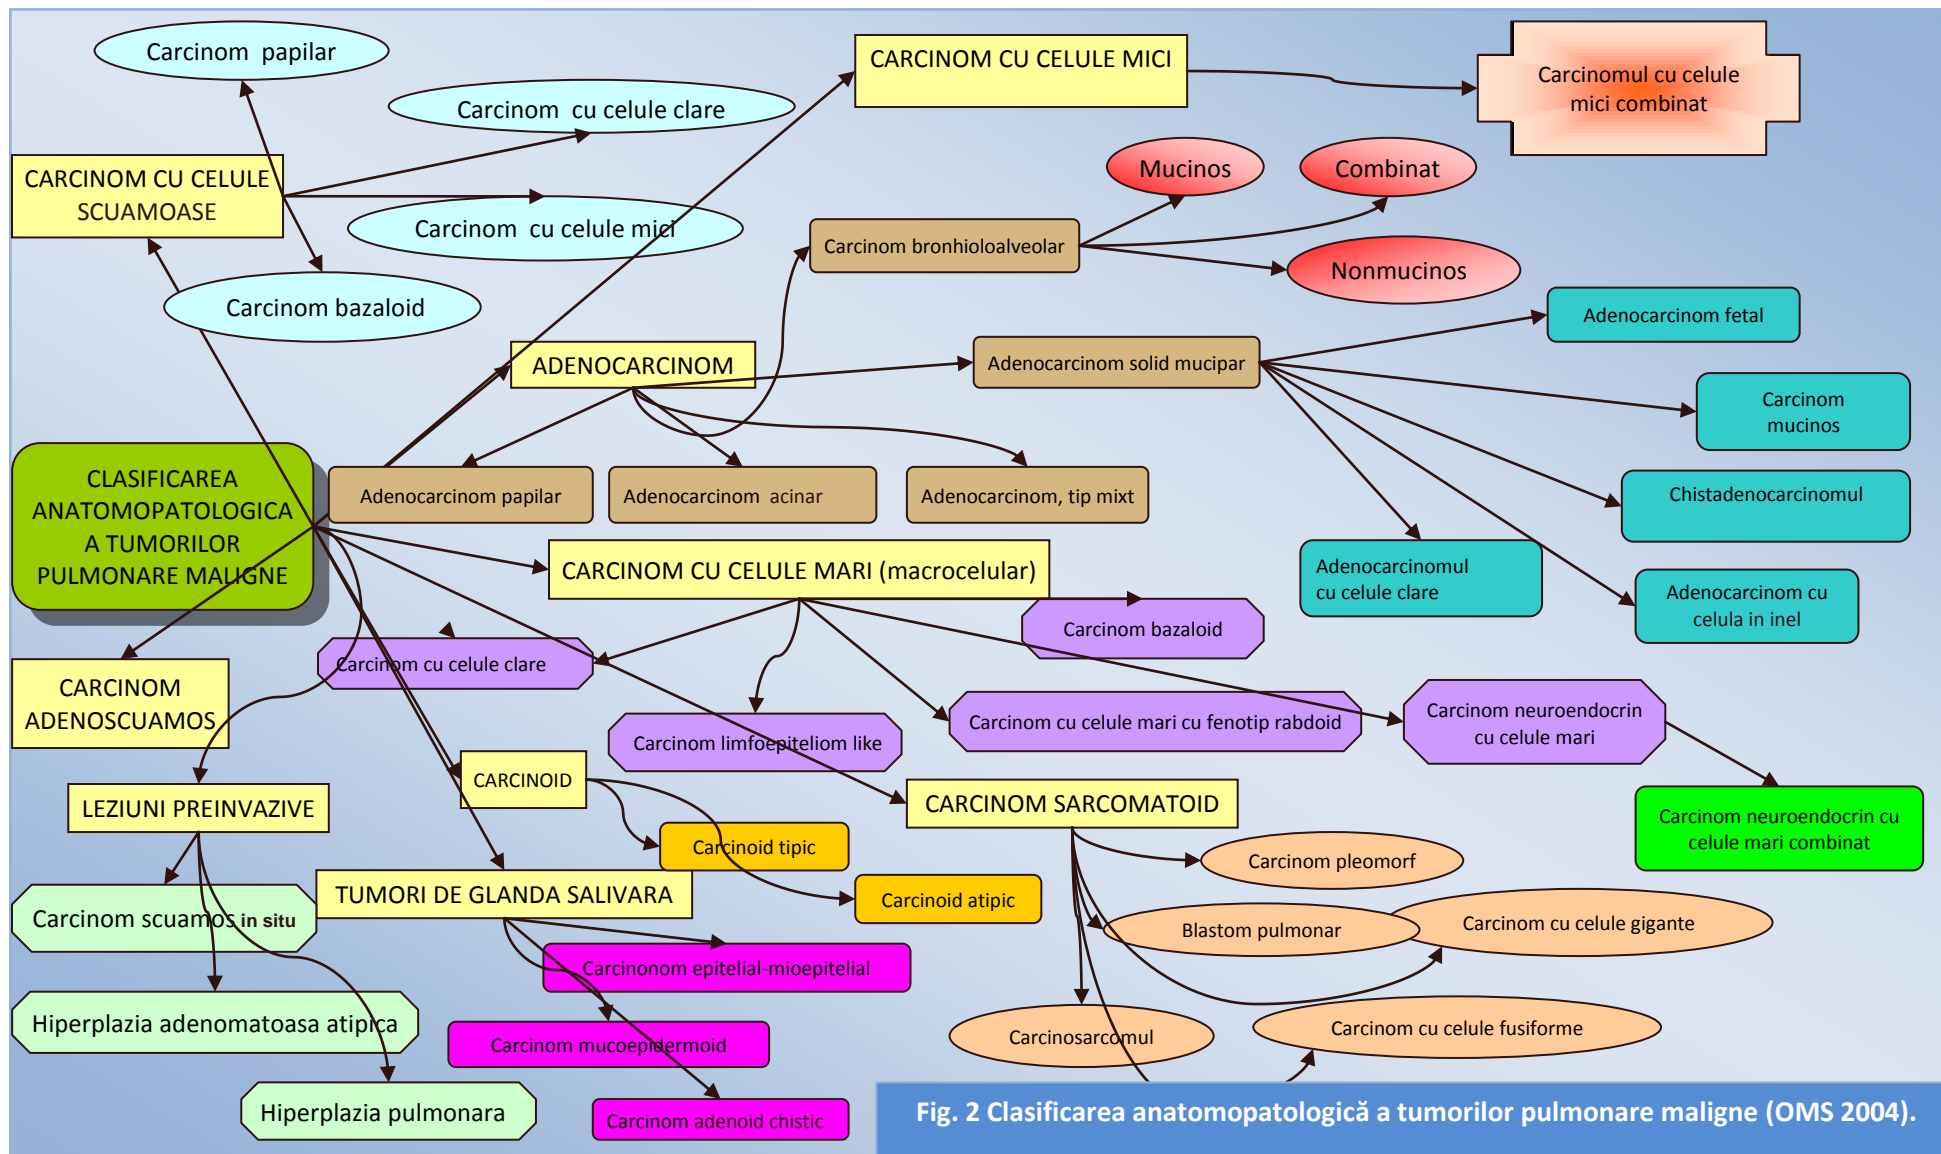 Carcinom papilar
CARCINOM CU CELULE MICI
Carcinomul cu celule
mici combinat
Carcinom cu celule clare
CARCINOM CU CELULE
SCUAMOASE
Mucinos
Combinat
Carcinom cu celule mici
Carcinom bronhioloalveolar
Nonmucinos
Carcinom bazaloid
Adenocarcinom fetal
ADENOCARCINOM
Adenocarcinom solid mucipar
Carcinom
mucinos
CLASIFICAREA
ANATOMOPATOLOGICA
A TUMORILOR
PULMONARE MALIGNE
Adenocarcinom papilar
Adenocarcinom acinar
Adenocarcinom, tip mixt
Chistadenocarcinomul
CARCINOM CU CELULE MARI (macrocelular)
Adenocarcinomul
cu celule clare
Adenocarcinom cu
celula in inel
Carcinom bazaloid
Carcinom cu celule clare
CARCINOM
ADENOSCUAMOS
Carcinom limfoepiteliom like
Carcinom cu celule mari cu fenotip rabdoid
Carcinom neuroendocrin
cu celule mari
CARCINOID
LEZIUNI PREINVAZIVE
CARCINOM SARCOMATOID
Carcinom neuroendocrin cu
celule mari combinat
Carcinoid tipic
Carcinom pleomorf
TUMORI DE GLANDA SALIVARA
Carcinoid atipic
Carcinom scuamos in situ
Blastom pulmonar
Carcinom cu celule gigante
Carcinonom epitelial-mioepitelial
Hiperplazia adenomatoasa atipica
Carcinom mucoepidermoid
Carcinosarcomul
Carcinom cu celule fusiforme
Hiperplazia pulmonara
Carcinom adenoid chistic
Fig. 2 Clasificarea anatomopatologică a tumorilor pulmonare maligne (OMS 2004).